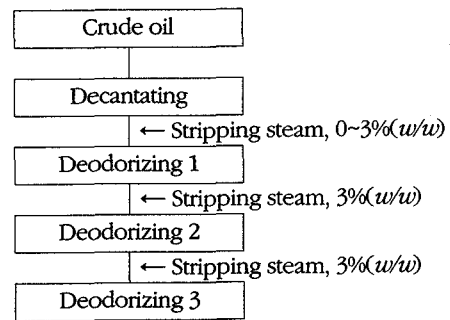 Crude oil
Decantating
← Stripping steam, 0~3%(w/w)
Deodorizing 1
← Stripping steam, 3%(w/w)
Deodorizing 2
← Stripping steam, 3%(w/w)
Deodorizing 3